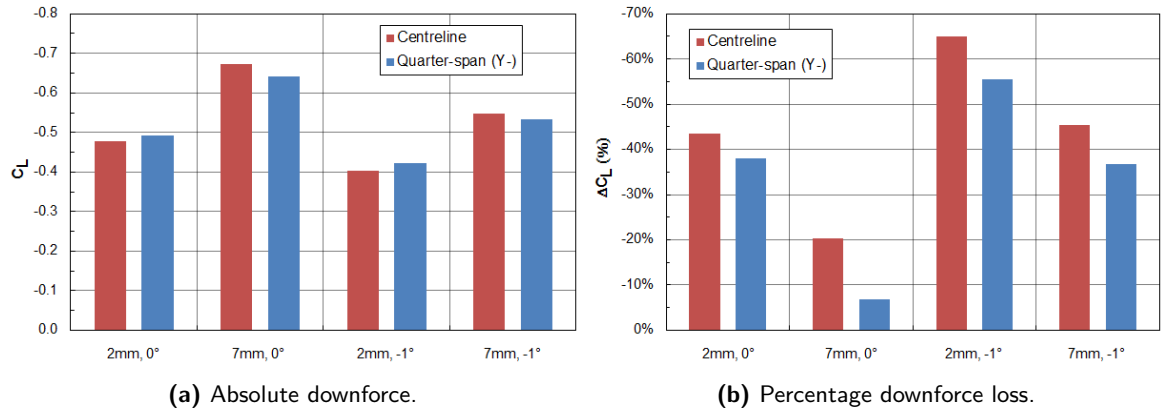 -0.8
-0.7
-0.6
-0.5
-0.4
-0.3
-0.2
-0.1
0.0
CL
Centreline
Quarter-span (Y-)
2mm, 0° 7mm, 0° 2mm, -1° 7mm, -1°
(a) Absolute downforce.
-70%
-60%
-50%
-40%
-30%
-20%
-10%
0%
ΔCL (%)
Centreline
Quarter-span (Y-)
2mm, 0° 7mm, 0° 2mm, -1° 7mm, -1°
(b) Percentage downforce loss.